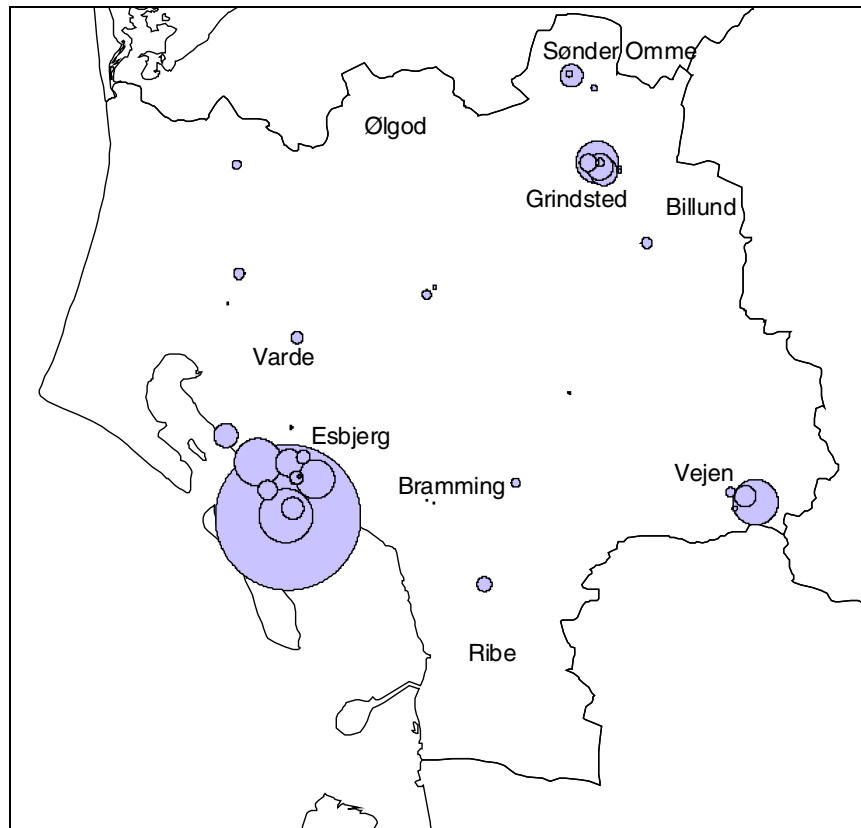 Sønder Omme
Ølgod
Grindsted
Billund
Varde
Esbjerg
Bramming
Vejen
Ribe